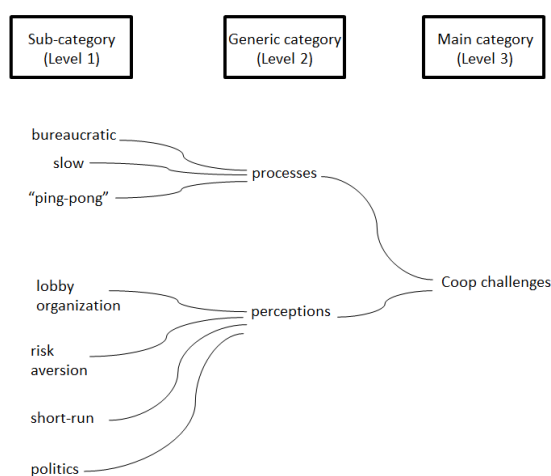 Sub-category
(Level 1)
Generic category
(Level 2)
Main category
(Level 3)
bureaucratic
slow
“ping-pong”
processes
lobby
organization
risk
aversion
short-run
politics
perceptions
Coop challenges